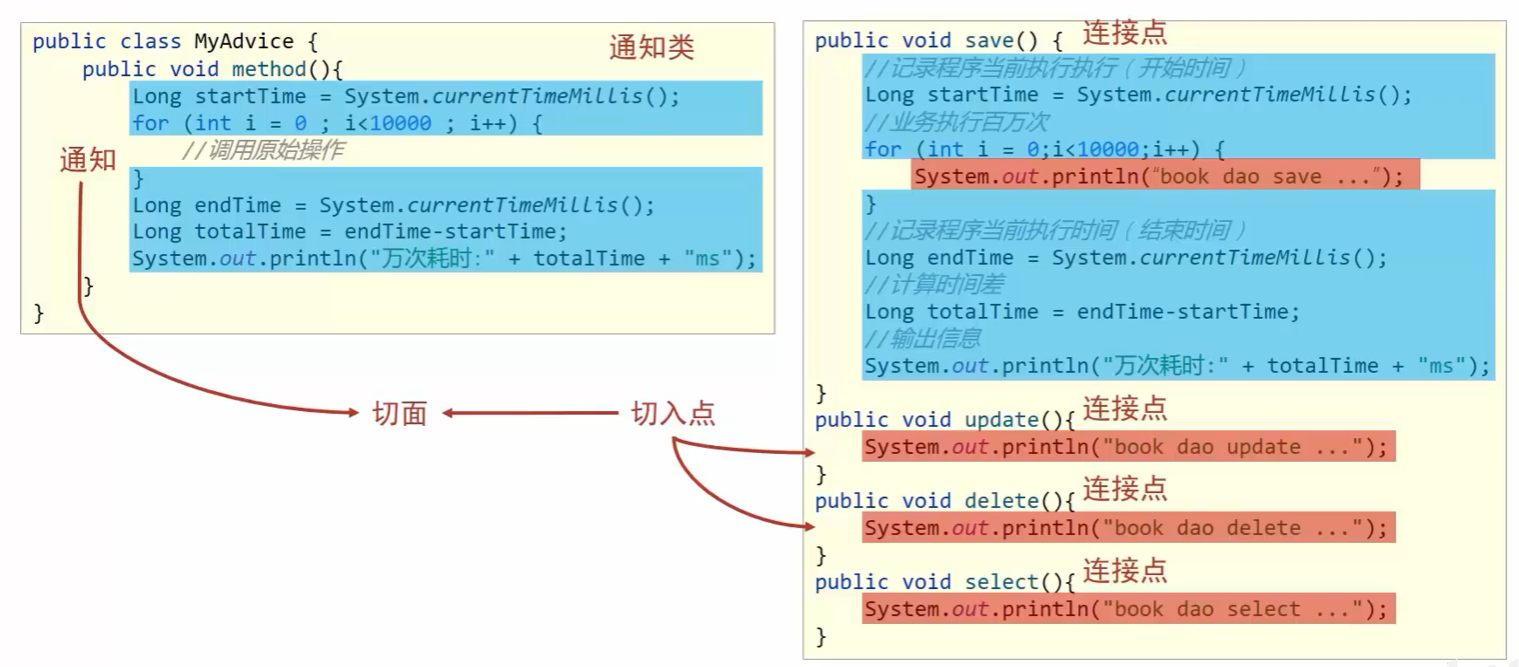 public class MyAdvice {
通知类
public void method(){
Long startTime = System.currentTimeMillis();
for (int i = 0 ; i<10000 ; i++) {
//调用原始操作
通知
}
Long endTime = System.currentTimeMillis();
Long totalTime = endTime-startTime;
System.out.println("万次耗时:" + totalTime + "ms");
}
}
切面
切入点
public void save() {
连接点
//记录程序当前执行执行（开始时间）
Long startTime = System.currentTimeMillis();
//业务执行百万次
for (int i = 0;i<10000;i++) {
System.out.println(“book dao save ...”);
}
//记录程序当前执行时间（结束时间）
Long endTime = System.currentTimeMillis();
//计算时间差
Long totalTime = endTime-startTime;
//输出信息
System.out.println("万次耗时:" + totalTime + "ms");
}
public void update(){
连接点
System.out.println("book dao update ...");
}
public void delete(){
连接点
System.out.println("book dao delete ...");
}
public void select(){
连接点
System.out.println("book dao select ...");
}